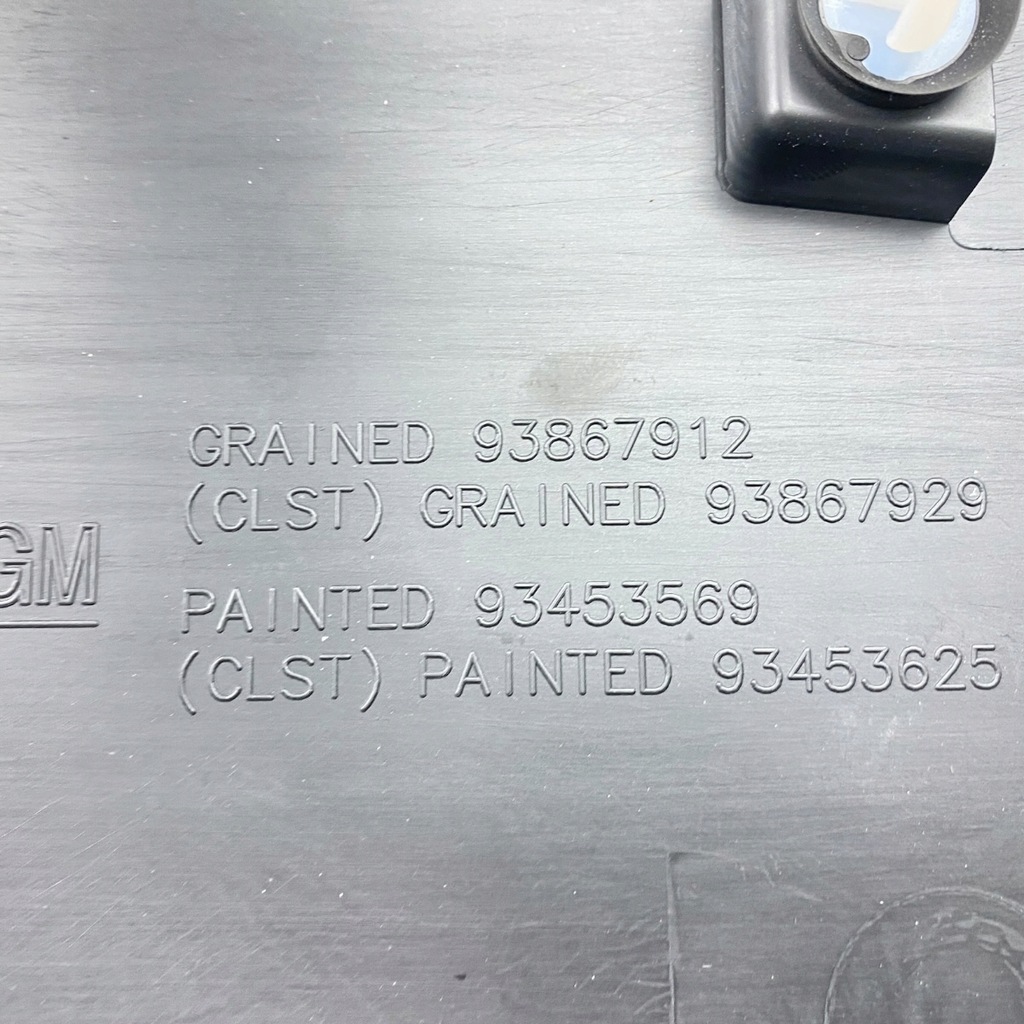 GRAINED 93867912
(CLST) GRAINED 93867929
GM
PAINTED 93453569
(CLST) PAINTED 93453625